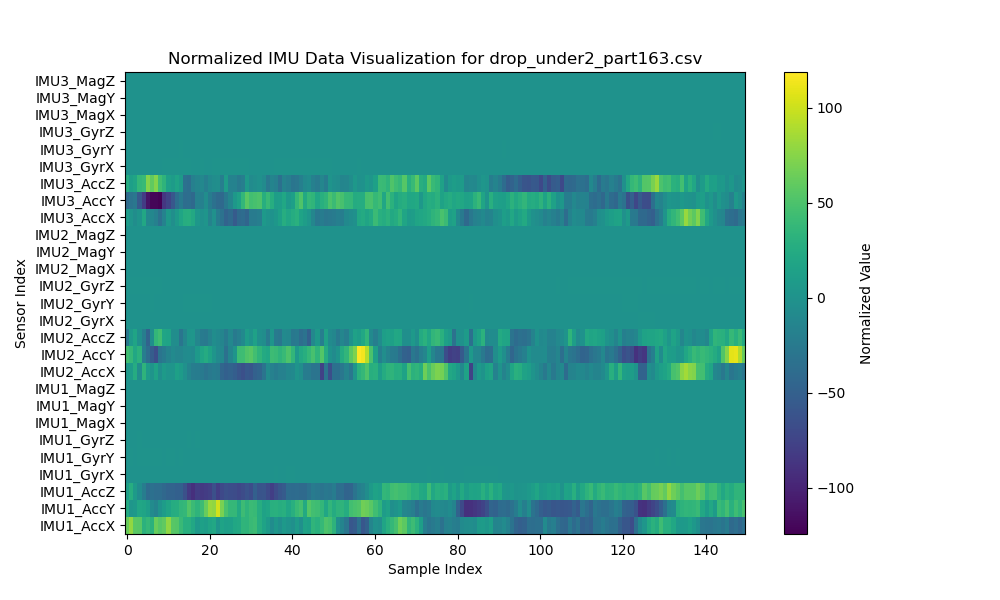 Normalized IMU Data Visualization for drop_under2_part163.csv
IMU3_MagZ
IMU3_MagY
IMU3_MagX
IMU3_GyrZ
IMU3_GyrY
IMU3_GyrX
IMU3_AccZ
IMU3_AccY
IMU3_AccX
IMU2_MagZ
IMU2_MagY
IMU2_MagX
IMU2_GyrZ
IMU2_GyrY
IMU2_GyrX
IMU2_AccZ
IMU2_AccY
IMU2_AccX
IMU1_MagZ
IMU1_MagY
IMU1_MagX
IMU1_GyrZ
IMU1_GyrY
IMU1_GyrX
IMU1_AccZ
IMU1_AccY
IMU1_AccX
Sensor Index
0 20 40 60 80 100 120 140
Sample Index
100
50
0
−50
−100
Normalized Value